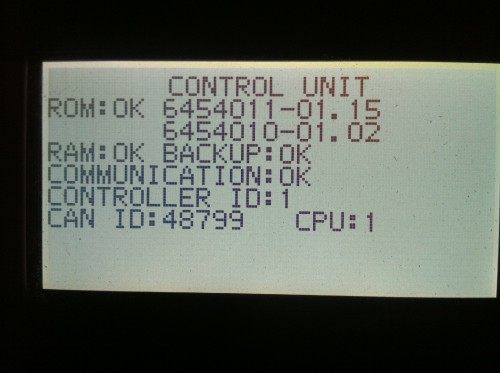 CONTROL UNIT
ROM:OK 6454011-01.15
6454010-01.02
RAM:OK BACKUP:OK
COMMUNICATION:OK
CONTROLLER ID:1
CAN ID:48799 CPU:1